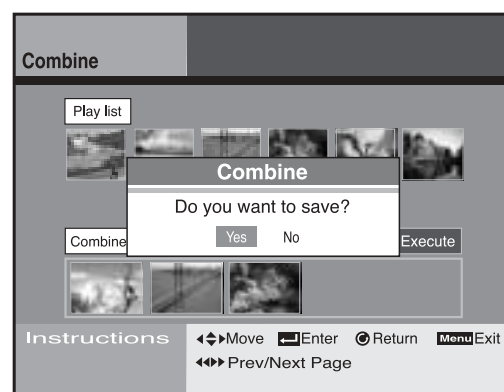 Combine
Play list
Combine
Do you want to save?
Yes No
Combine Execute
Instructions Move Enter Return Menu Exit
Prev/Next Page